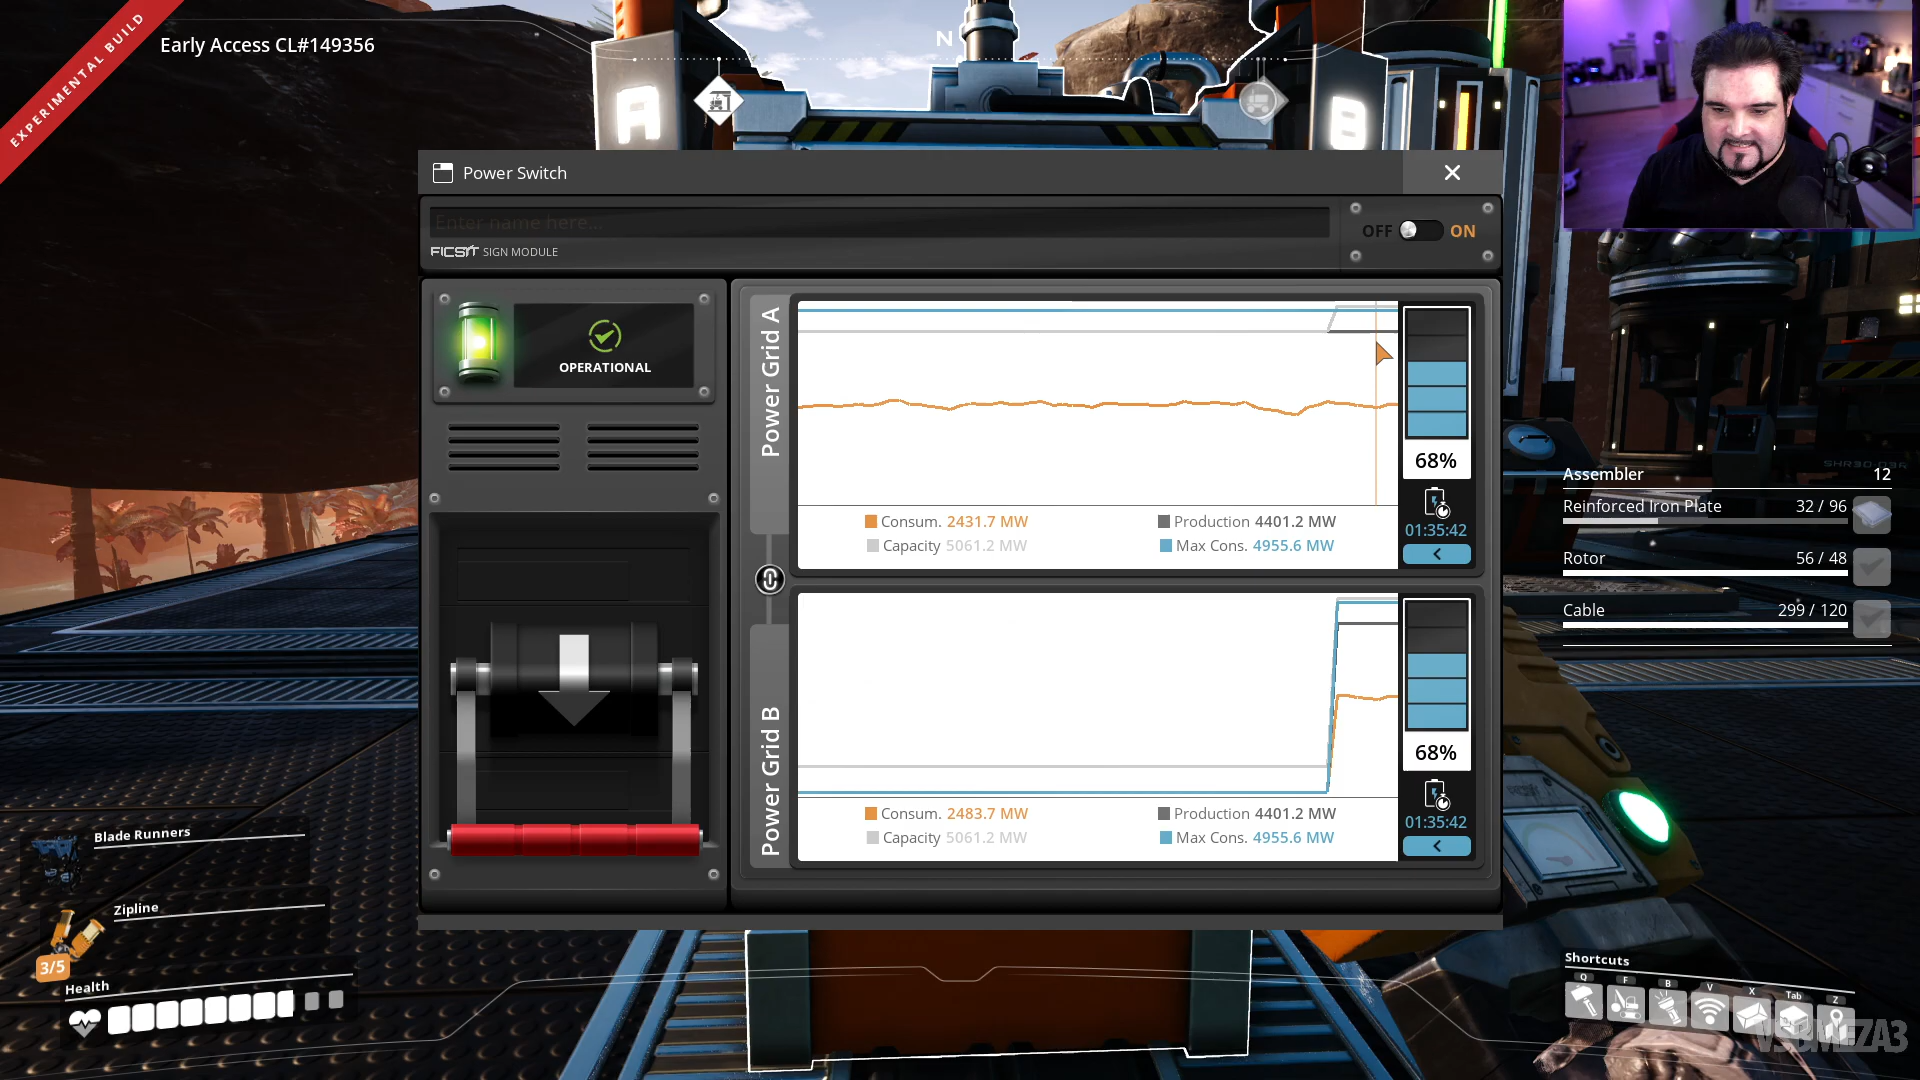 EXPERIMENTAL BUILD
Early Access CL#149356
N
A
B
Power Switch
Enter name here...
FICSIT SIGN MODULE
OFF
ON
OPERATIONAL
Power Grid A
Consum. 2431.7 MW
Production 4401.2 MW
Capacity 5061.2 MW
Max Cons. 4955.6 MW
68%
01:35:42
Power Grid B
Consum. 2483.7 MW
Production 4401.2 MW
Capacity 5061.2 MW
Max Cons. 4955.6 MW
68%
01:35:42
Assembler 12
Reinforced Iron Plate 32 / 96
Rotor 56 / 48
Cable 299 / 120
Blade Runners
Zipline
3/5
Health
Shortcuts
Q F B V X Tab Z